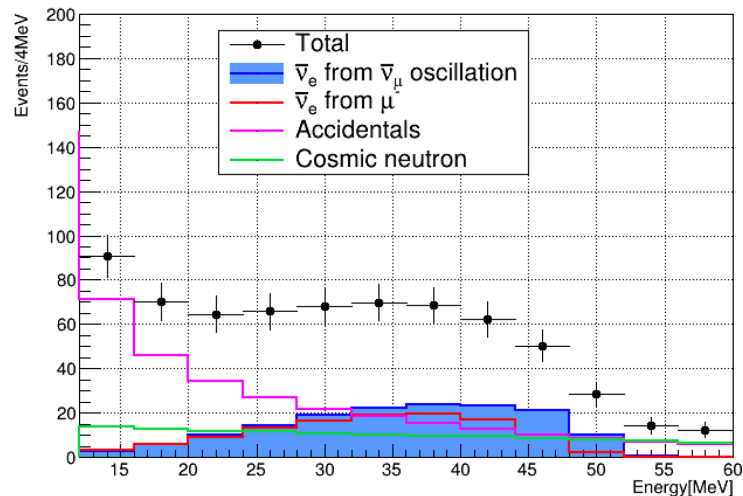 Events/4MeV
200
180
160
140
120
100
80
60
40
20
0
Total
ν̅e from ν̅μ oscillation
ν̅e from μ-
Accidentals
Cosmic neutron
15 20 25 30 35 40 45 50 55 60
Energy[MeV]